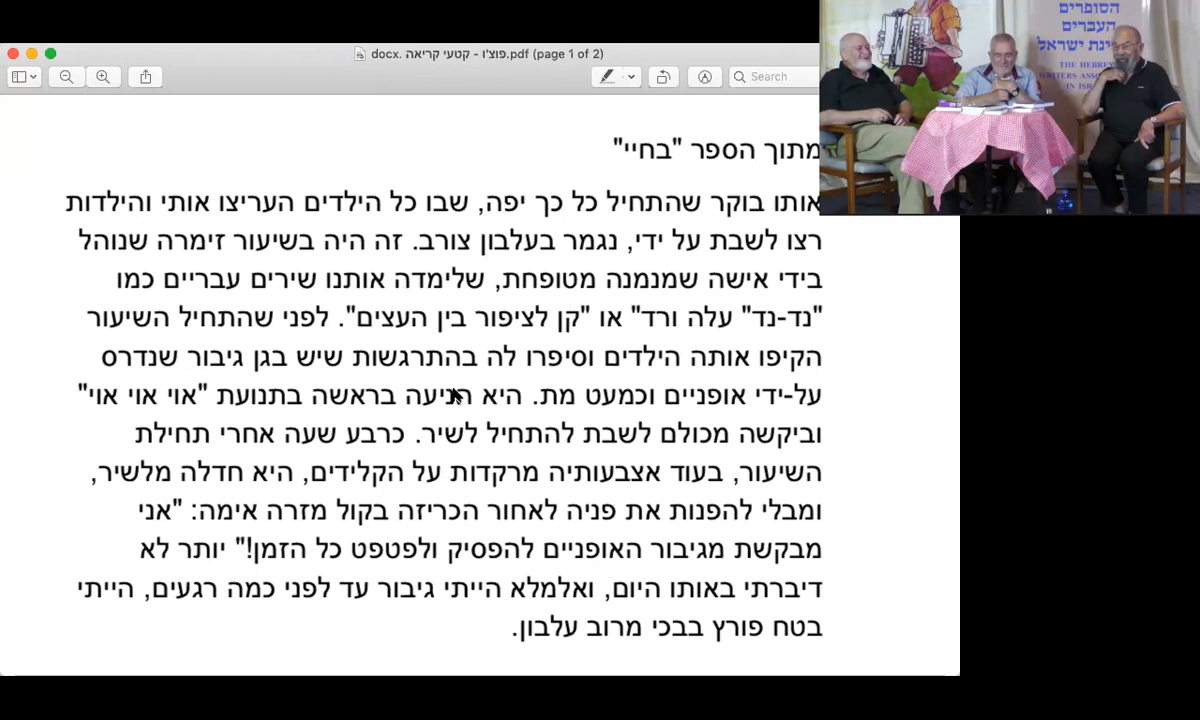 docx. פוצ'ו - קטעי קריאה.pdf (page 1 of 2)
Search
הסופרים
העברים
ינת ישראל
THE HEBREW
WRITERS ASSO
IN ISR
מתוך הספר "בחיי"
אותו בוקר שהתחיל כל כך יפה, שבו כל הילדים העריצו אותי והילדות
רצו לשבת על ידי, נגמר בעלבון צורב. זה היה בשיעור זימרה שנוהל
בידי אישה שמנמנה מטופחת, שלימדה אותנו שירים עבריים כמו
"נד-נד" עלה ורד" או "קן לציפור בין העצים". לפני שהתחיל השיעור
הקיפו אותה הילדים וסיפרו לה בהתרגשות שיש בגן גיבור שנדרס
על-ידי אופניים וכמעט מת. היא הניעה בראשה בתנועת "אוי אוי אוי"
וביקשה מכולם לשבת להתחיל לשיר. כרבע שעה אחרי תחילת
השיעור, בעוד אצבעותיה מרקדות על הקלידים, היא חדלה מלשיר,
ומבלי להפנות את פניה לאחור הכריזה בקול מזרה אימה: "אני
מבקשת מגיבור האופניים להפסיק ולפטפט כל הזמן!" יותר לא
דיברתי באותו היום, ואלמלא הייתי גיבור עד לפני כמה רגעים, הייתי
בטח פורץ בבכי מרוב עלבון.